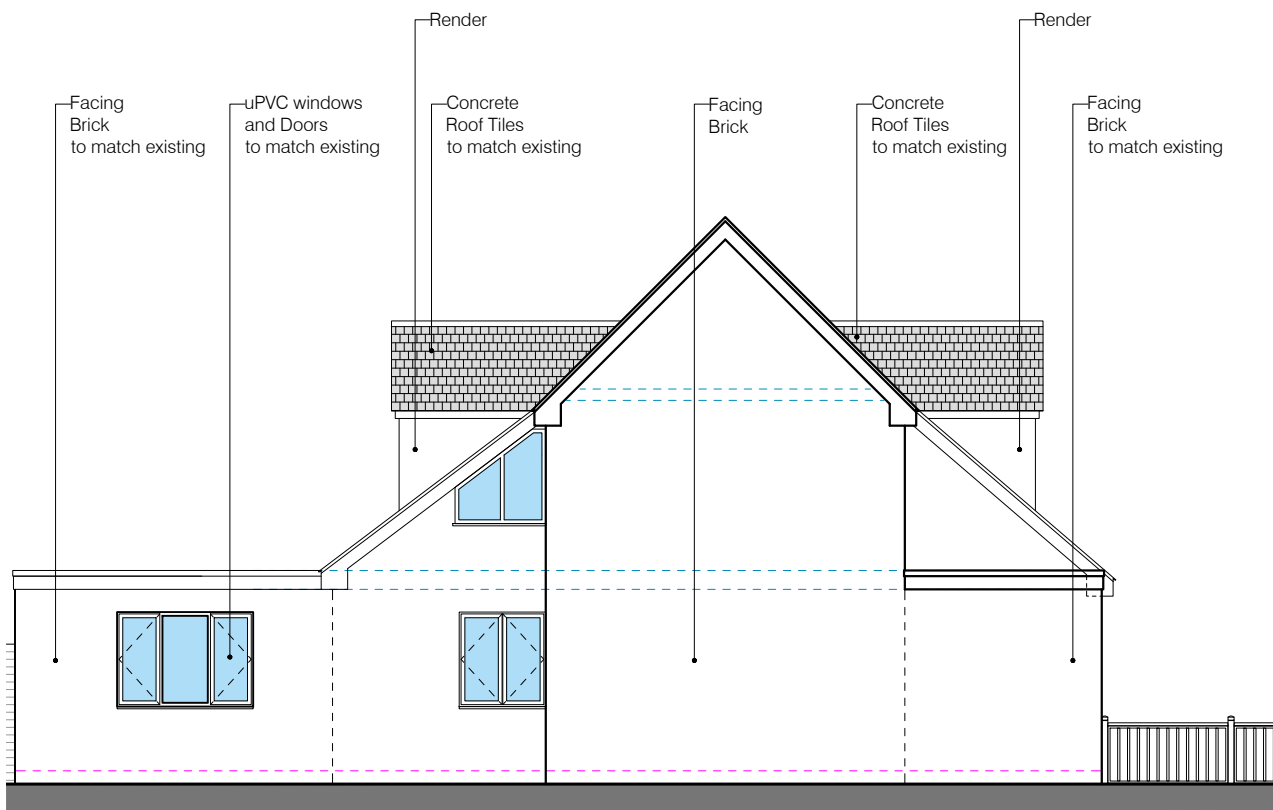 Render
Render
Facing
Brick
to match existing
uPVC windows
and Doors
to match existing
Concrete
Roof Tiles
to match existing
Facing
Brick
Concrete
Roof Tiles
to match existing
Facing
Brick
to match existing